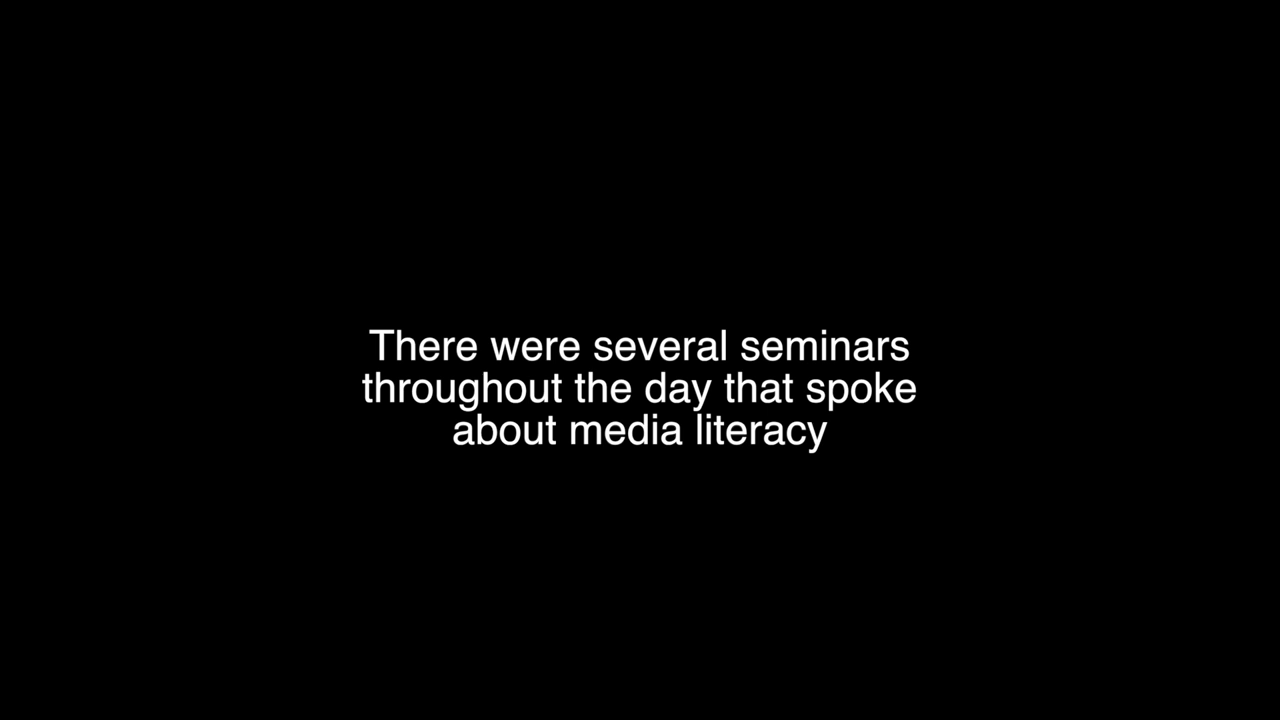 There were several seminars
throughout the day that spoke
about media literacy